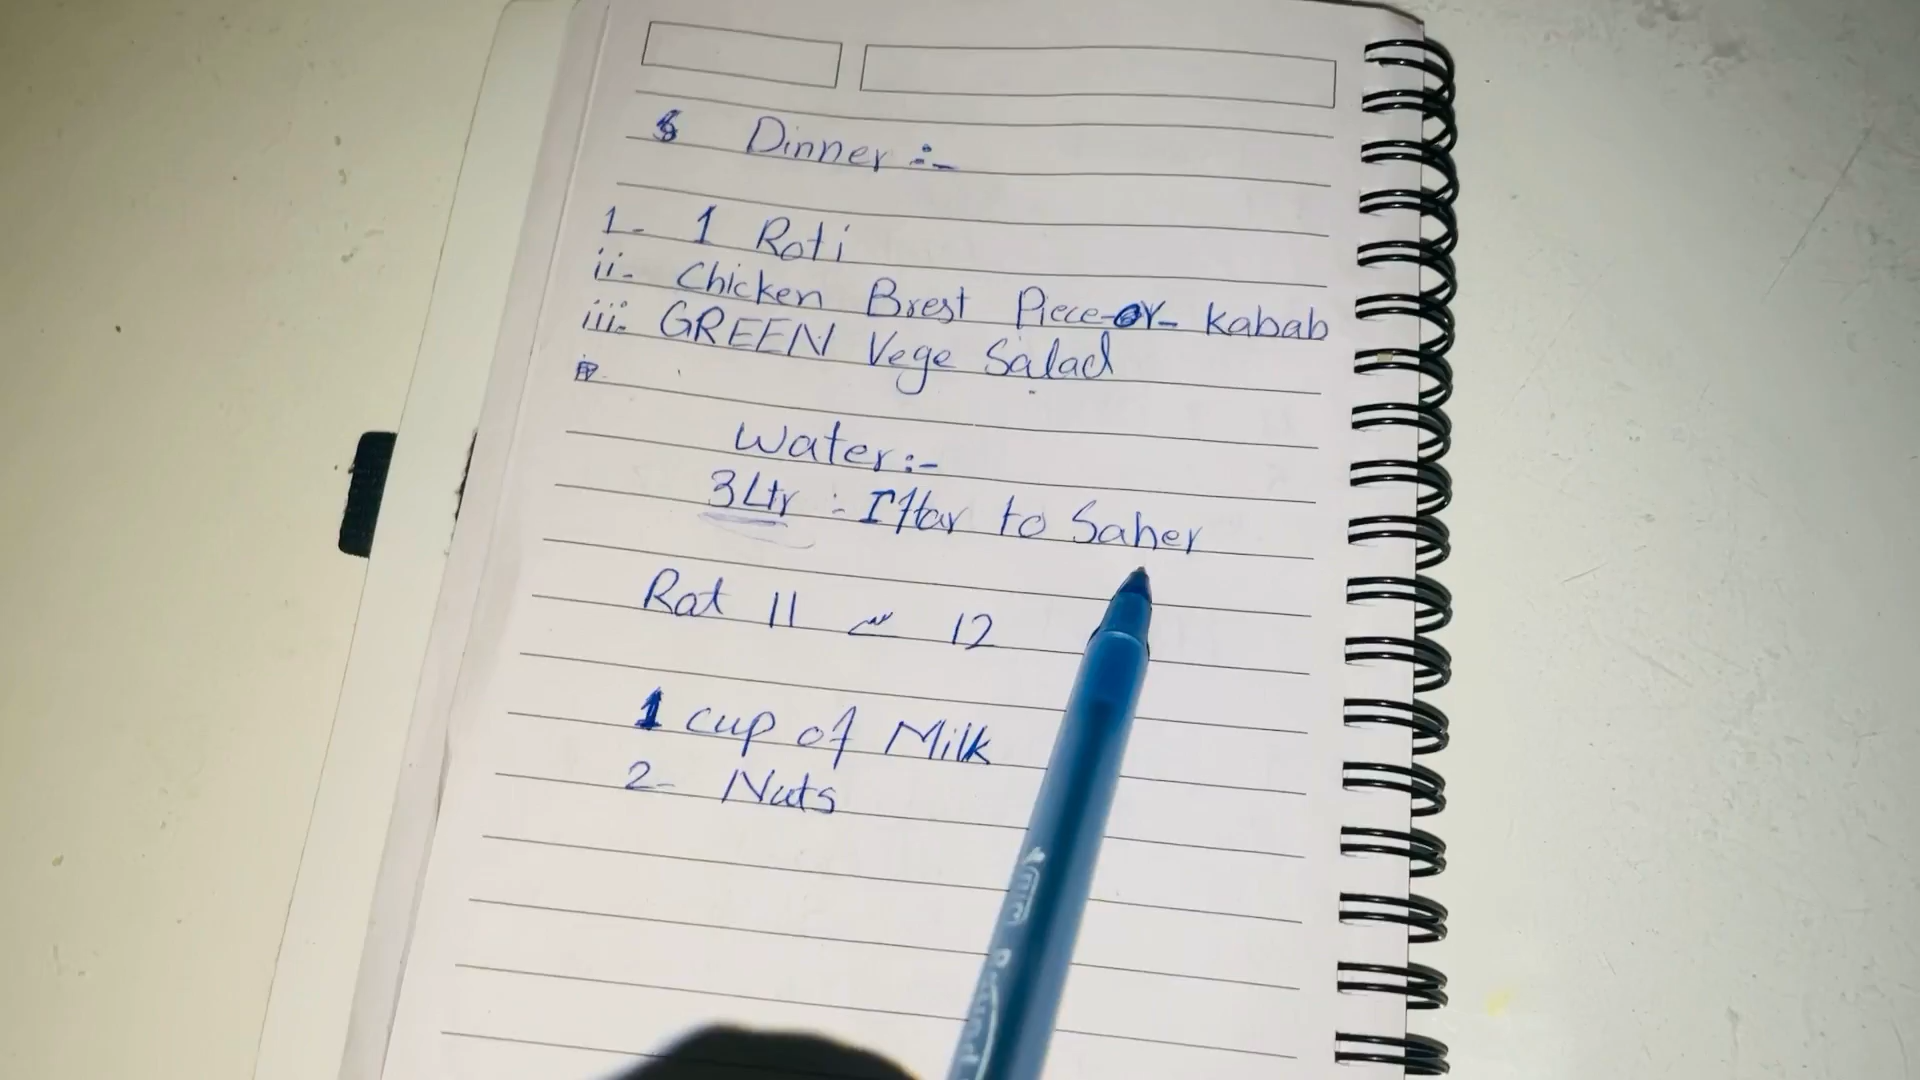 Dinner :-
1- 1 Roti
ii- Chicken Brest Piece-or- Kabab
iii- GREEN Vege Salad
Water:-
3Ltr : Iftar to Saher
Rat 11 یا 12
1 cup of Milk
2- Nuts